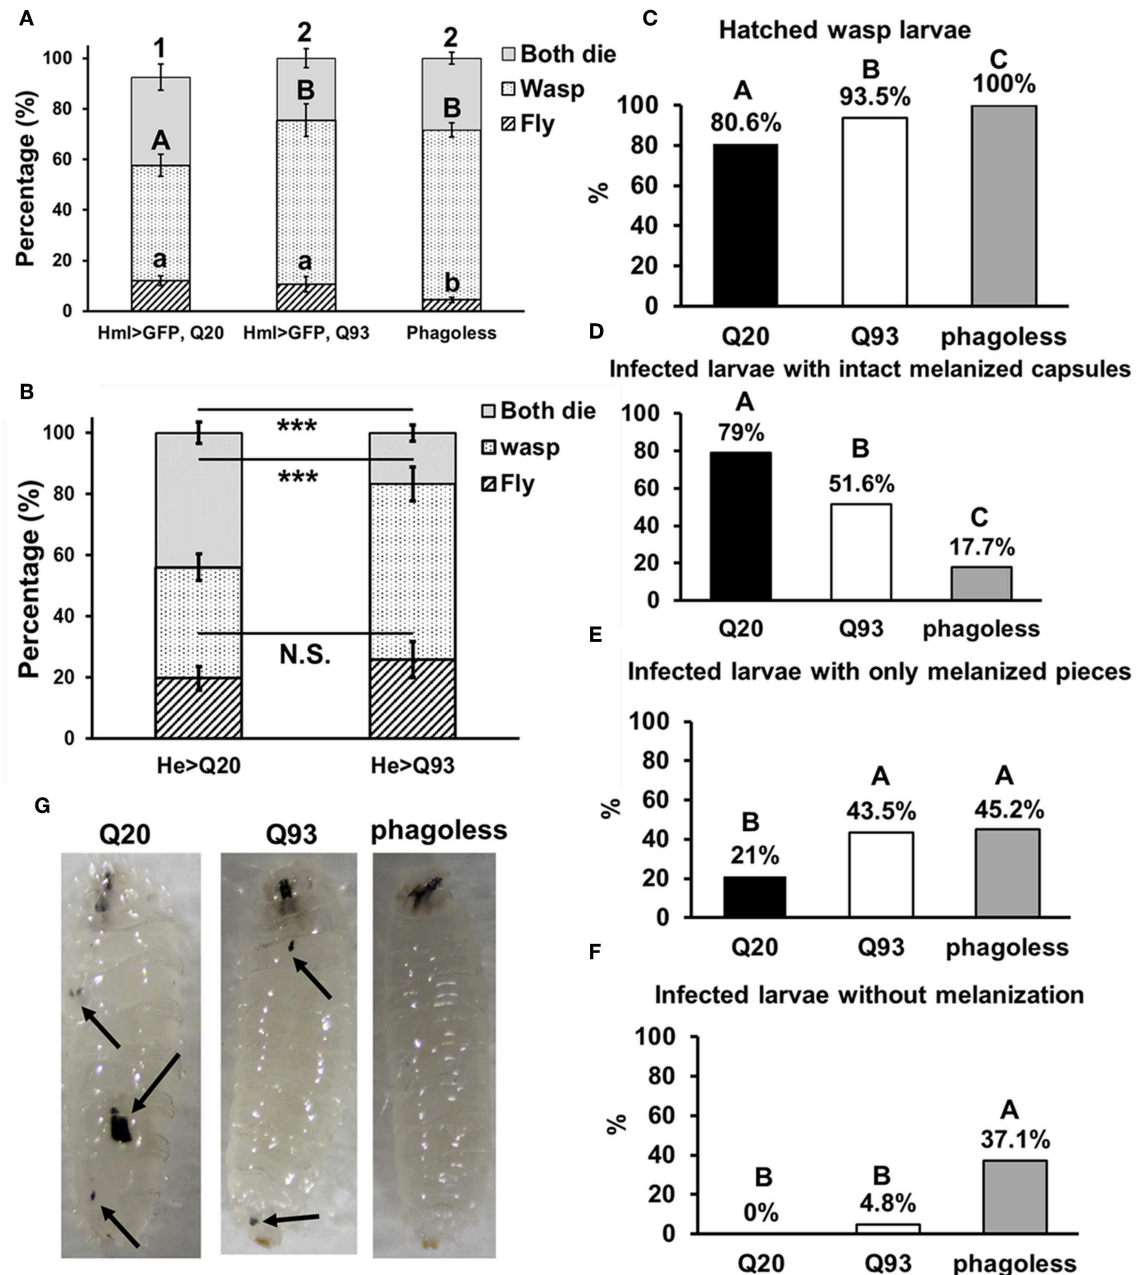 A
1
2
2
100
80
60
40
20
0
Percentage (%)
A
B
B
a
a
b
Both die
Wasp
Fly
Hml>GFP, Q20
Hml>GFP, Q93
Phagoless
B
100
80
60
40
20
0
Percentage (%)
***
***
N.S.
Both die
wasp
Fly
He>Q20
He>Q93
C
Hatched wasp larvae
100
80
60
40
20
0
%
A
80.6%
B
93.5%
C
100%
Q20
Q93
phagoless
D
Infected larvae with intact melanized capsules
100
80
60
40
20
0
A
79%
B
51.6%
C
17.7%
Q20
Q93
phagoless
E
Infected larvae with only melanized pieces
100
80
60
40
20
0
%
B
21%
A
43.5%
A
45.2%
Q20
Q93
phagoless
F
Infected larvae without melanization
100
80
60
40
20
0
%
B
0%
B
4.8%
A
37.1%
Q20
Q93
phagoless
G
Q20
Q93
phagoless